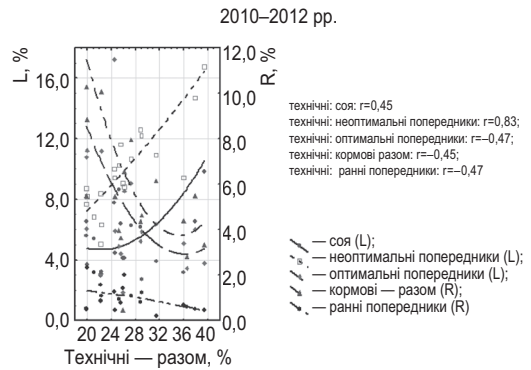 2010–2012 рр.
L, %
R, %
16,0
12,0
8,0
4,0
0,0
12,0
10,0
8,0
6,0
4,0
2,0
0,0
20 24 28 32 36 40
Технічні — разом, %
технічні: соя: r=0,45
технічні: неоптимальні попередники: r=0,83;
технічні: оптимальні попередники: r=–0,47;
технічні: кормові разом: r=–0,45;
технічні: ранні попередники: r=–0,47
— соя (L);
— неоптимальні попередники (L);
— оптимальні попередники (L);
— кормові — разом (R);
— ранні попередники (R)